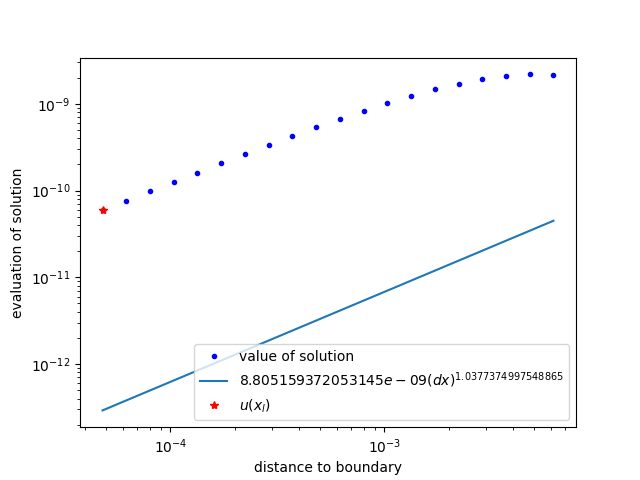 10⁻⁹
10⁻¹⁰
10⁻¹¹
10⁻¹²
evaluation of solution
value of solution
8.805159372053145e − 09(dx)^1.0377374997548865
u(x_l)
10⁻⁴
10⁻³
distance to boundary